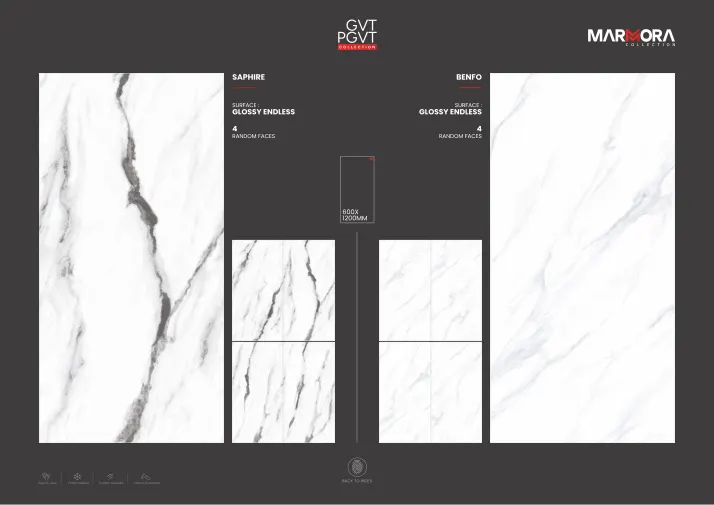 GVT
PGVT
COLLECTION
MARMORA
COLLECTION
SAPHIRE
SURFACE :
GLOSSY ENDLESS
4
RANDOM FACES
BENFO
SURFACE :
GLOSSY ENDLESS
4
RANDOM FACES
600X
1200MM
BACK TO INDEX